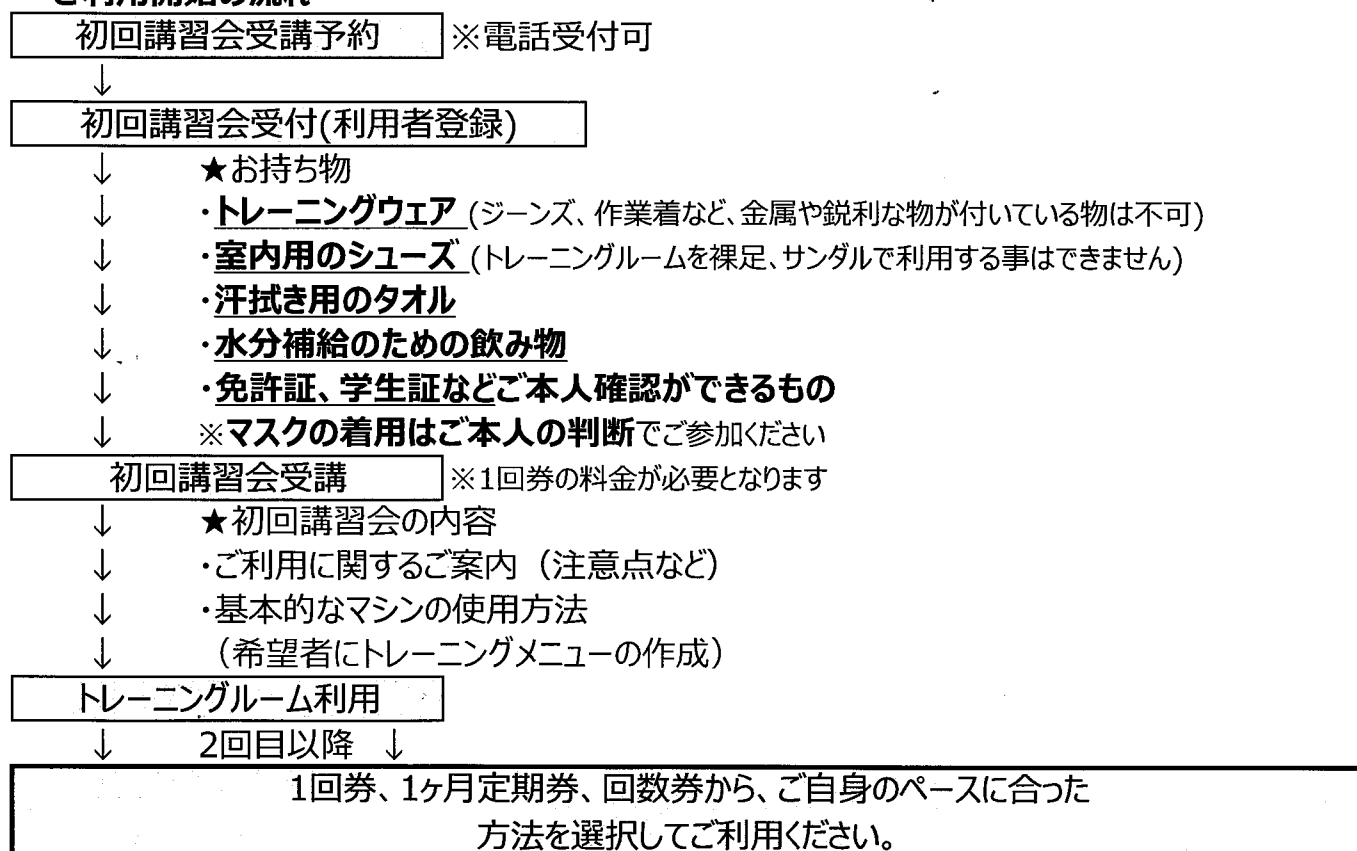 ご利用開始の流れ
初回講習会受講予約 ※電話受付可
↓
初回講習会受付(利用者登録)
↓ ★お持ち物
↓ ・トレーニングウェア (ジーンズ、作業着など、金属や鋭利な物が付いている物は不可)
↓ ・室内用のシューズ (トレーニングルームを裸足、サンダルで利用する事はできません)
↓ ・汗拭き用のタオル
↓ ・水分補給のための飲み物
↓ ・免許証、学生証などご本人確認ができるもの
↓ ※マスクの着用はご本人の判断でご参加ください
初回講習会受講 ※1回券の料金が必要となります
↓ ★初回講習会の内容
↓ ・ご利用に関するご案内（注意点など）
↓ ・基本的なマシンの使用方法
↓ （希望者にトレーニングメニューの作成）
トレーニングルーム利用
↓ 2回目以降 ↓
1回券、1ヶ月定期券、回数券から、ご自身のペースに合った
方法を選択してご利用ください。